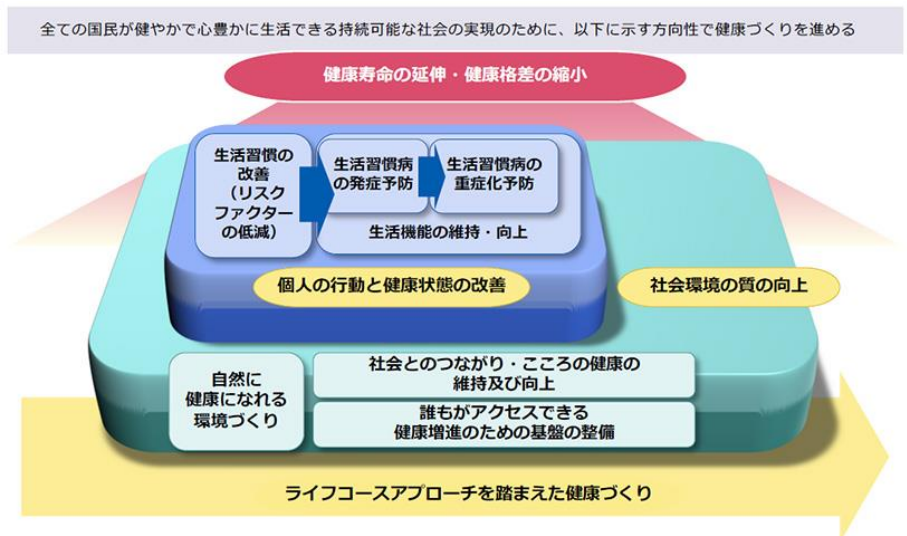 全ての国民が健やかで心豊かに生活できる持続可能な社会の実現のために、以下に示す方向性で健康づくりを進める
健康寿命の延伸・健康格差の縮小
生活習慣の
改善
（リスク
ファクター
の低減）
生活習慣病
の発症予防
生活習慣病の
重症化予防
生活機能の維持・向上
個人の行動と健康状態の改善
社会環境の質の向上
自然に
健康になれる
環境づくり
社会とのつながり・こころの健康の
維持及び向上
誰もがアクセスできる
健康増進のための基盤の整備
ライフコースアプローチを踏まえた健康づくり